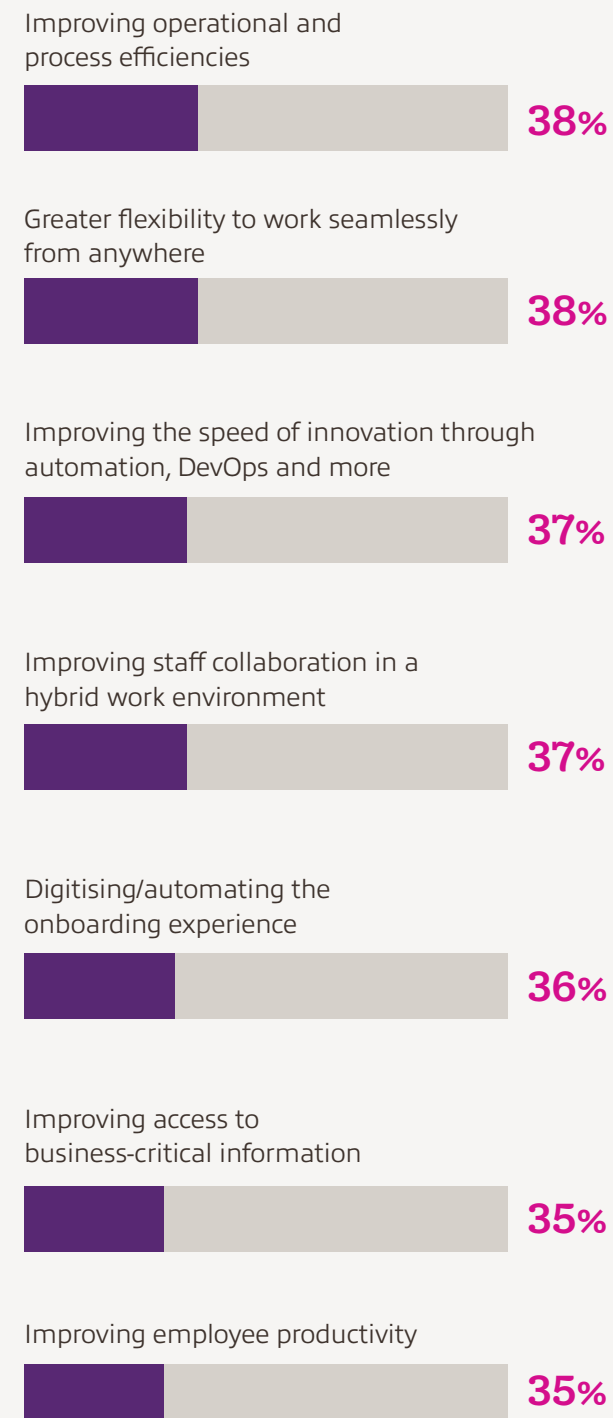 Improving operational and
process efficiencies
38%
Greater flexibility to work seamlessly
from anywhere
38%
Improving the speed of innovation through
automation, DevOps and more
37%
Improving staff collaboration in a
hybrid work environment
37%
Digitising/automating the
onboarding experience
36%
Improving access to
business-critical information
35%
Improving employee productivity
35%